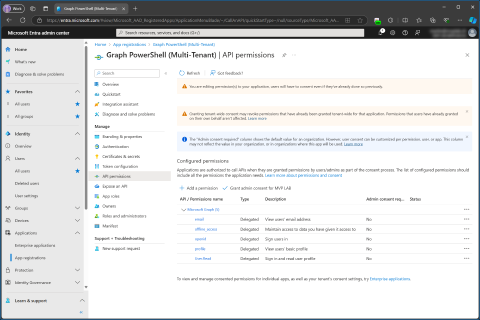 Work
Graph PowerShell (Multi-Tenant)
Microsoft Entra admin center
Search resources, services, and docs (G+/)
Home
What's new
Diagnose & solve problems
Favorites
All users
All groups
Identity
Overview
Users
All users
Deleted users
User settings
Groups
Devices
Applications
Enterprise applications
App registrations
Protection
Identity Governance
Learn & support
Home > App registrations > Graph PowerShell (Multi-Tenant)
Graph PowerShell (Multi-Tenant) | API permissions
Search
Overview
Quickstart
Integration assistant
Diagnose and solve problems
Manage
Branding & properties
Authentication
Certificates & secrets
Token configuration
API permissions
Expose an API
App roles
Owners
Roles and administrators
Manifest
Support + Troubleshooting
New support request
Refresh
Got feedback?
You are editing permission(s) to your application, users will have to consent even if they've already done so previously.
Granting tenant-wide consent may revoke permissions that have already been granted tenant-wide for that application. Permissions that users have already granted
on their own behalf aren't affected. Learn more
The "Admin consent required" column shows the default value for an organization. However, user consent can be customized per permission, user, or app. This column
may not reflect the value in your organization, or in organizations where this app will be used. Learn more
Configured permissions
Applications are authorized to call APIs when they are granted permissions by users/admins as part of the consent process. The list of configured permissions should
include all the permissions the application needs. Learn more about permissions and consent
Add a permission
Grant admin consent for MVP LAB
API / Permissions name Type Description Admin consent req... Status
Microsoft Graph (5)
email Delegated View users' email address No
offline_access Delegated Maintain access to data you have given it access to No
openid Delegated Sign users in No
profile Delegated View users' basic profile No
User.Read Delegated Sign in and read user profile No
To view and manage consented permissions for individual apps, as well as your tenant's consent settings, try Enterprise applications.